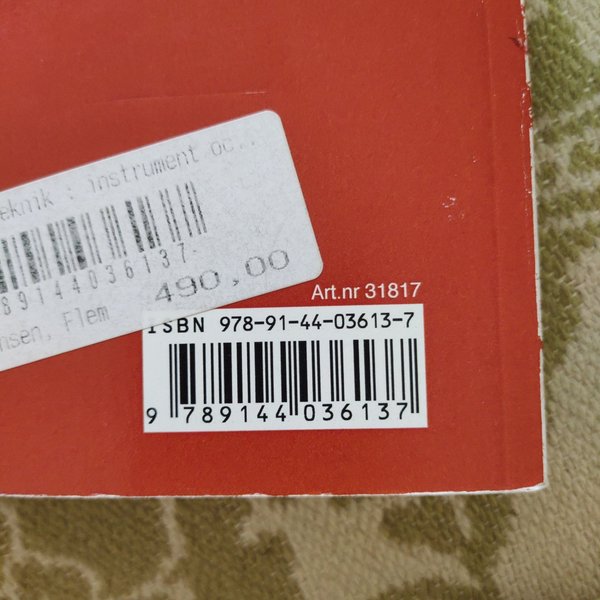 eknik : instrument oc..
89144036137-
490,00
nsen, Flem
Art.nr 31817
ISBN 978-91-44-03613-7
9 789144 036137